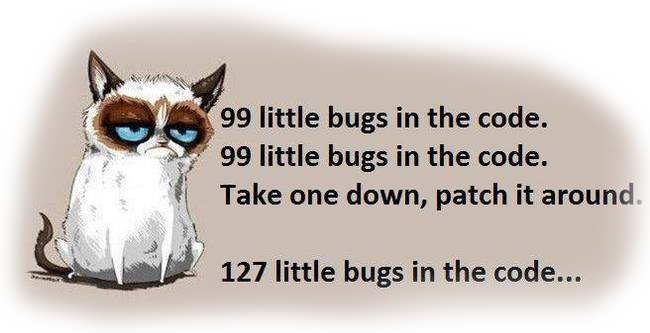 99 little bugs in the code.
99 little bugs in the code.
Take one down, patch it around.
127 little bugs in the code...